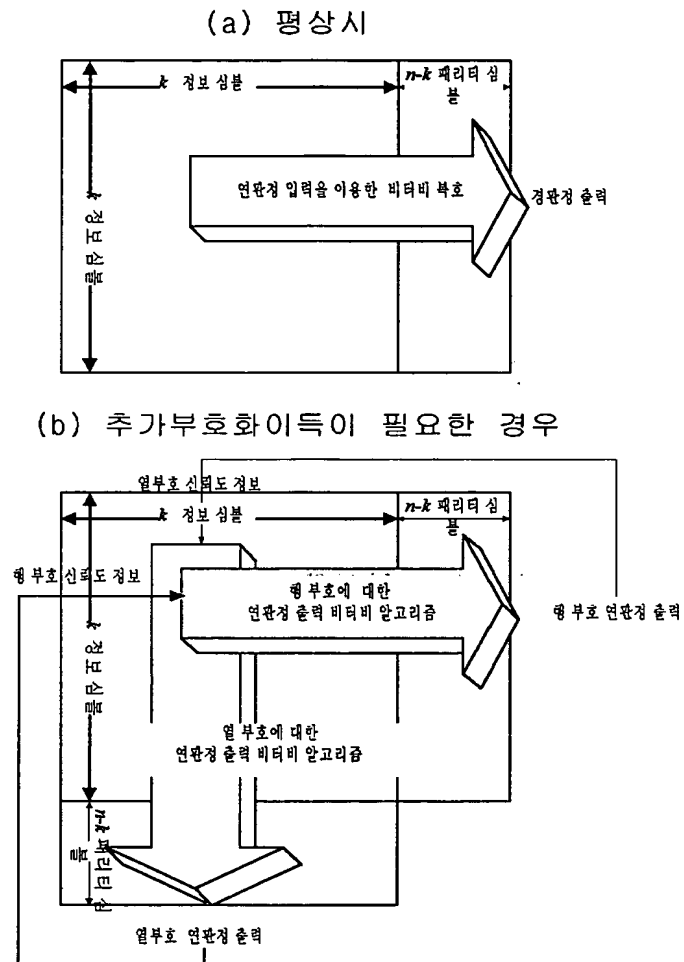 (a) 평상시
k 정보 심볼
n-k 패리티 심
볼
k 정보 심볼
연판정 입력을 이용한 비터비 복호
경판정 출력
(b) 추가부호화이득이 필요한 경우
열부호 신뢰도 정보
k 정보 심볼
n-k 패리티 심
볼
행 부호 신뢰도 정보
행 부호에 대한
연판정 출력 비터비 알고리즘
행 부호 연판정 출력
k 정보 심볼
열 부호에 대한
연판정 출력 비터비 알고리즘
n-k 패리티 심
볼
열부호 연판정 출력